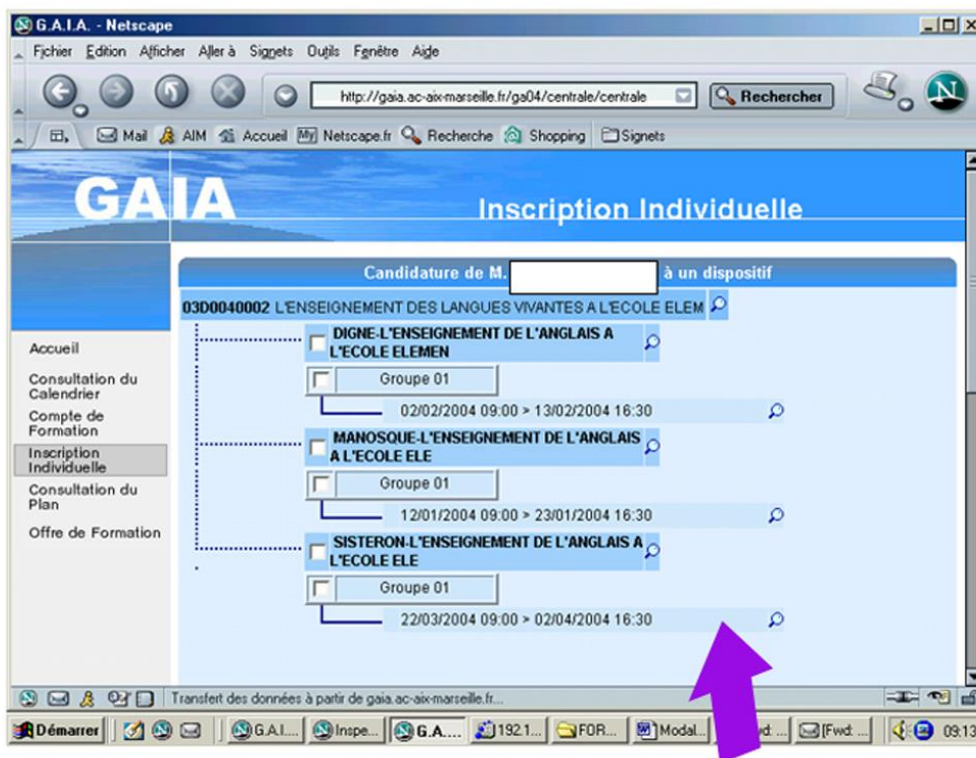 G.A.I.A. - Netscape
Fichier Edition Afficher Aller à Signets Outils Fenêtre Aide
http://gaia.ac-aix-marseille.fr/ga04/centrale/centrale Rechercher
Mail AIM Accueil My Netscape.fr Recherche Shopping Signets
GAIA
Inscription Individuelle
Candidature de M. à un dispositif
03D0040002 L'ENSEIGNEMENT DES LANGUES VIVANTES A L'ECOLE ELEM
Accueil
Consultation du
Calendrier
Compte de
Formation
Inscription
Individuelle
Consultation du
Plan
Offre de Formation
DIGNE-L'ENSEIGNEMENT DE L'ANGLAIS A
L'ECOLE ELEMEN
Groupe 01
02/02/2004 09:00 > 13/02/2004 16:30
MANOSQUE-L'ENSEIGNEMENT DE L'ANGLAIS
A L'ECOLE ELE
Groupe 01
12/01/2004 09:00 > 23/01/2004 16:30
SISTERON-L'ENSEIGNEMENT DE L'ANGLAIS A
L'ECOLE ELE
Groupe 01
22/03/2004 09:00 > 02/04/2004 16:30
Transfert des données à partir de gaia.ac-aix-marseille.fr...
Démarrer G.A.I.... Inspe... G.A.... 192.1... FOR... Modal... wd: ... [Fwd: ... 09:13